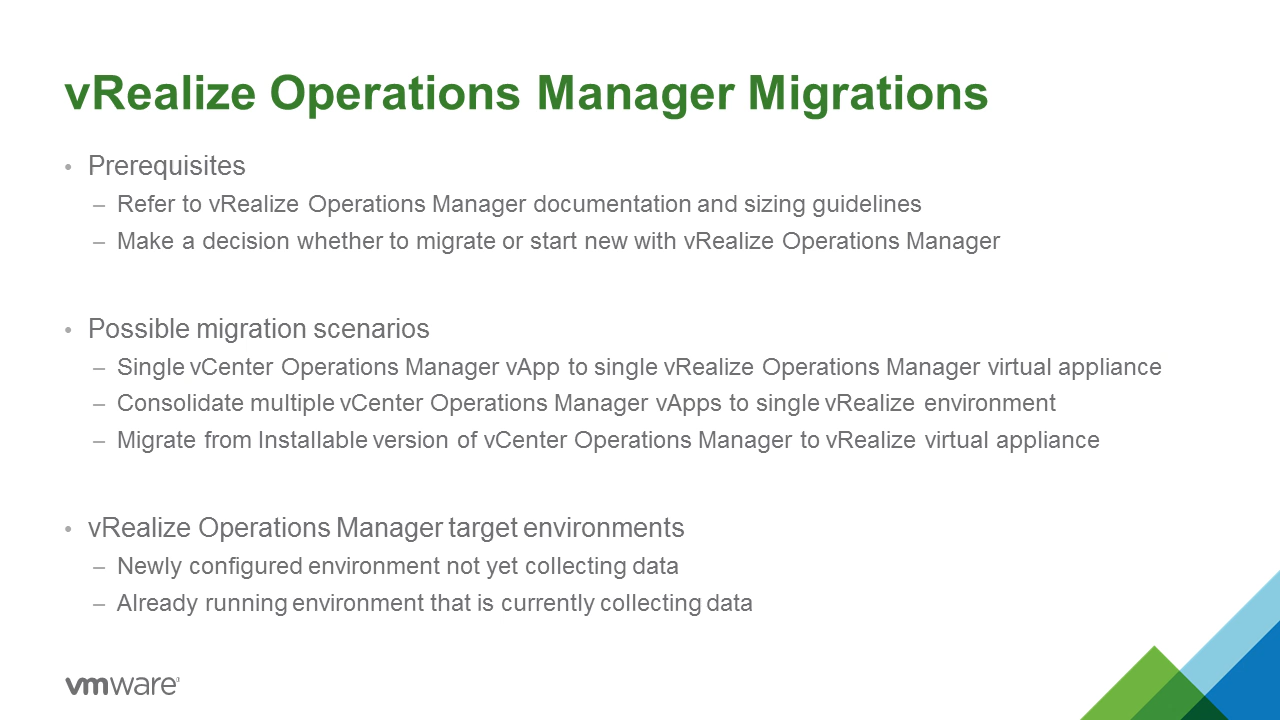 vRealize Operations Manager Migrations
• Prerequisites
– Refer to vRealize Operations Manager documentation and sizing guidelines
– Make a decision whether to migrate or start new with vRealize Operations Manager
• Possible migration scenarios
– Single vCenter Operations Manager vApp to single vRealize Operations Manager virtual appliance
– Consolidate multiple vCenter Operations Manager vApps to single vRealize environment
– Migrate from Installable version of vCenter Operations Manager to vRealize virtual appliance
• vRealize Operations Manager target environments
– Newly configured environment not yet collecting data
– Already running environment that is currently collecting data
vmware®